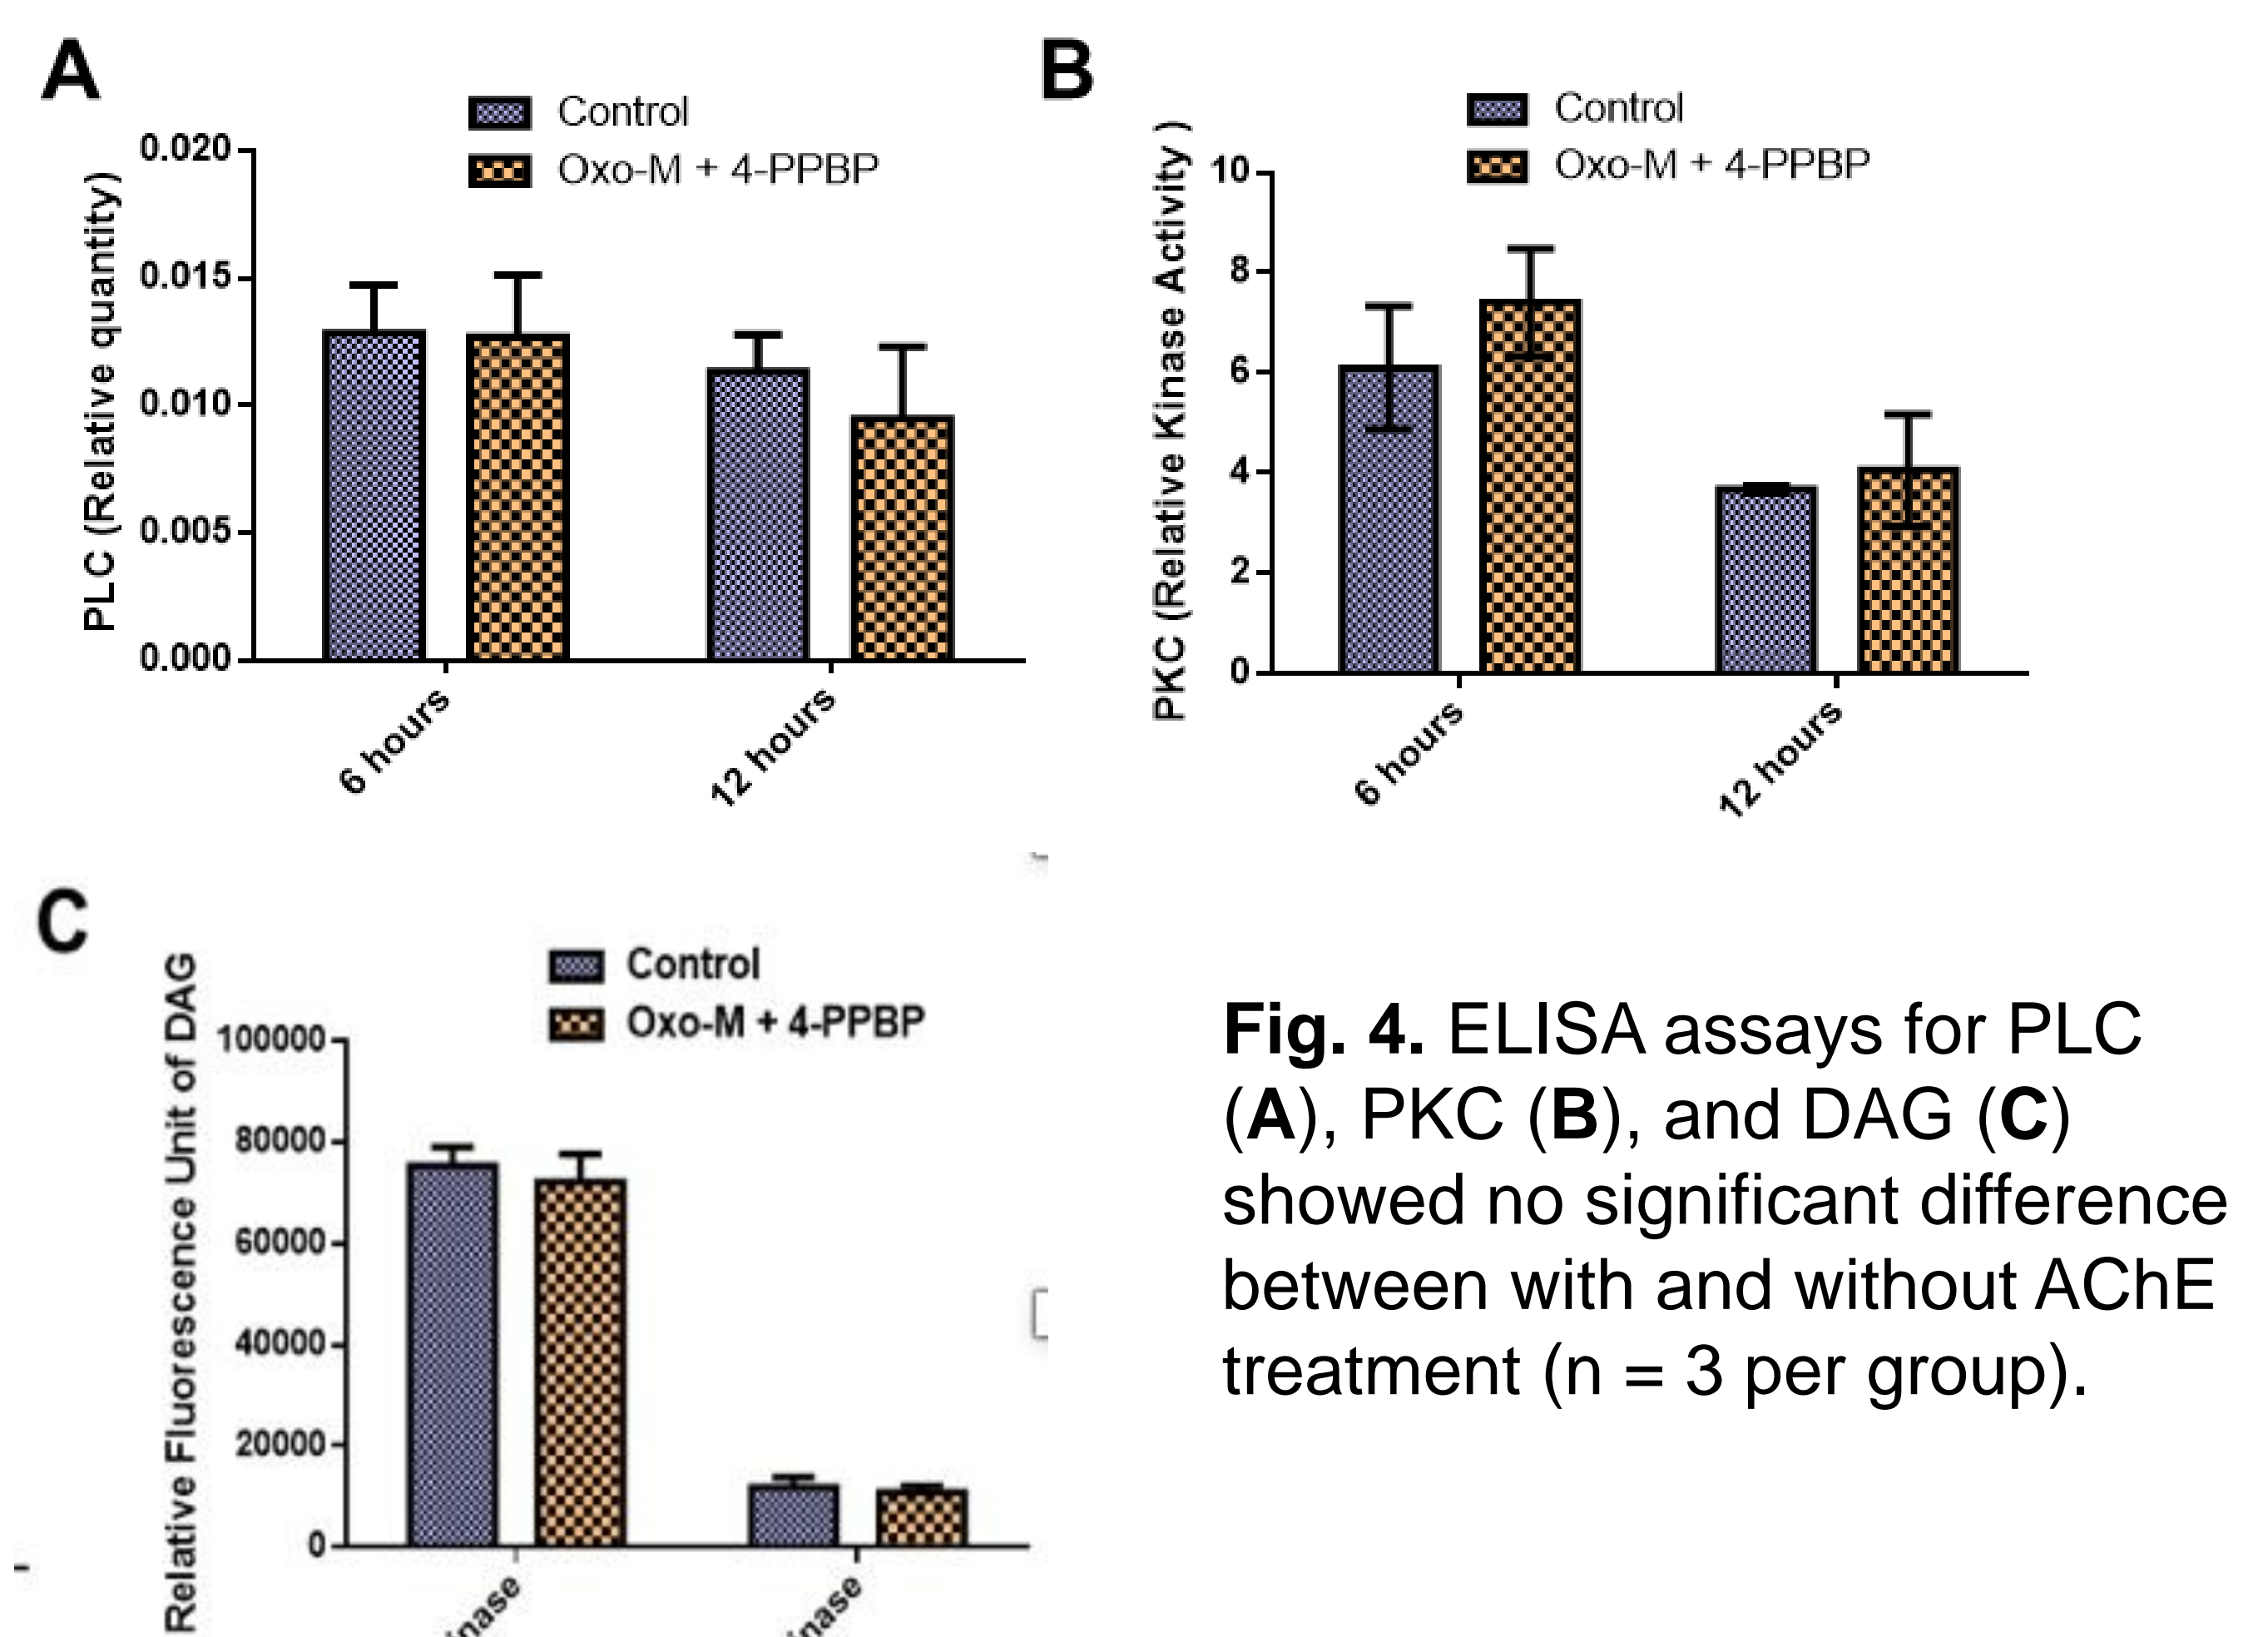 A
Control
Oxo-M + 4-PPBP
PLC (Relative quantity)
0.020
0.015
0.010
0.005
0.000
6 hours
12 hours
B
Control
Oxo-M + 4-PPBP
PKC (Relative Kinase Activity )
10
8
6
4
2
0
6 hours
12 hours
C
Control
Oxo-M + 4-PPBP
Relative Fluorescence Unit of DAG
100000
80000
60000
40000
20000
0
Fig. 4. ELISA assays for PLC
(A), PKC (B), and DAG (C)
showed no significant difference
between with and without AChE
treatment (n = 3 per group).